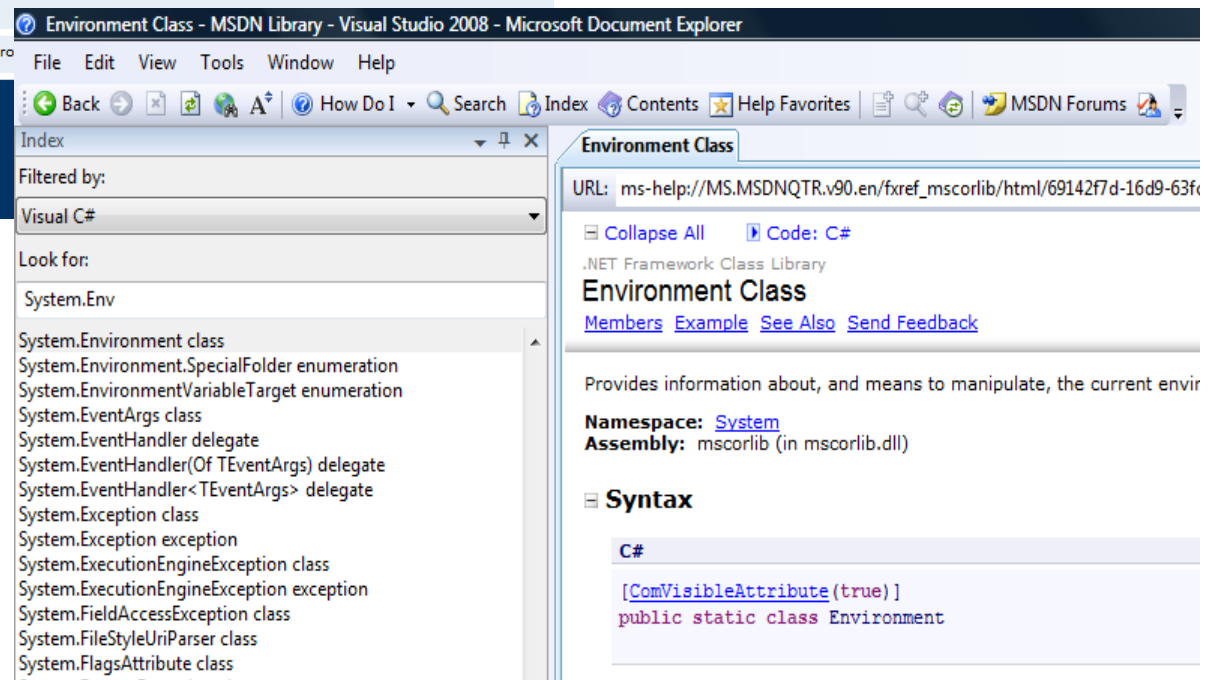 Environment Class - MSDN Library - Visual Studio 2008 - Microsoft Document Explorer
File Edit View Tools Window Help
Back How Do I Search Index Contents Help Favorites MSDN Forums
Index
Filtered by:
Visual C#
Look for:
System.Env
System.Environment class
System.Environment.SpecialFolder enumeration
System.EnvironmentVariableTarget enumeration
System.EventArgs class
System.EventHandler delegate
System.EventHandler(Of TEventArgs) delegate
System.EventHandler<TEventArgs> delegate
System.Exception class
System.Exception exception
System.ExecutionEngineException class
System.ExecutionEngineException exception
System.FieldAccessException class
System.FileStyleUriParser class
System.FlagsAttribute class
Environment Class
URL: ms-help://MS.MSDNQTR.v90.en/fxref_mscorlib/html/69142f7d-16d9-63fc
Collapse All Code: C#
.NET Framework Class Library
Environment Class
Members Example See Also Send Feedback
Provides information about, and means to manipulate, the current envir
Namespace: System
Assembly: mscorlib (in mscorlib.dll)
Syntax
C#
[ComVisibleAttribute(true)]
public static class Environment